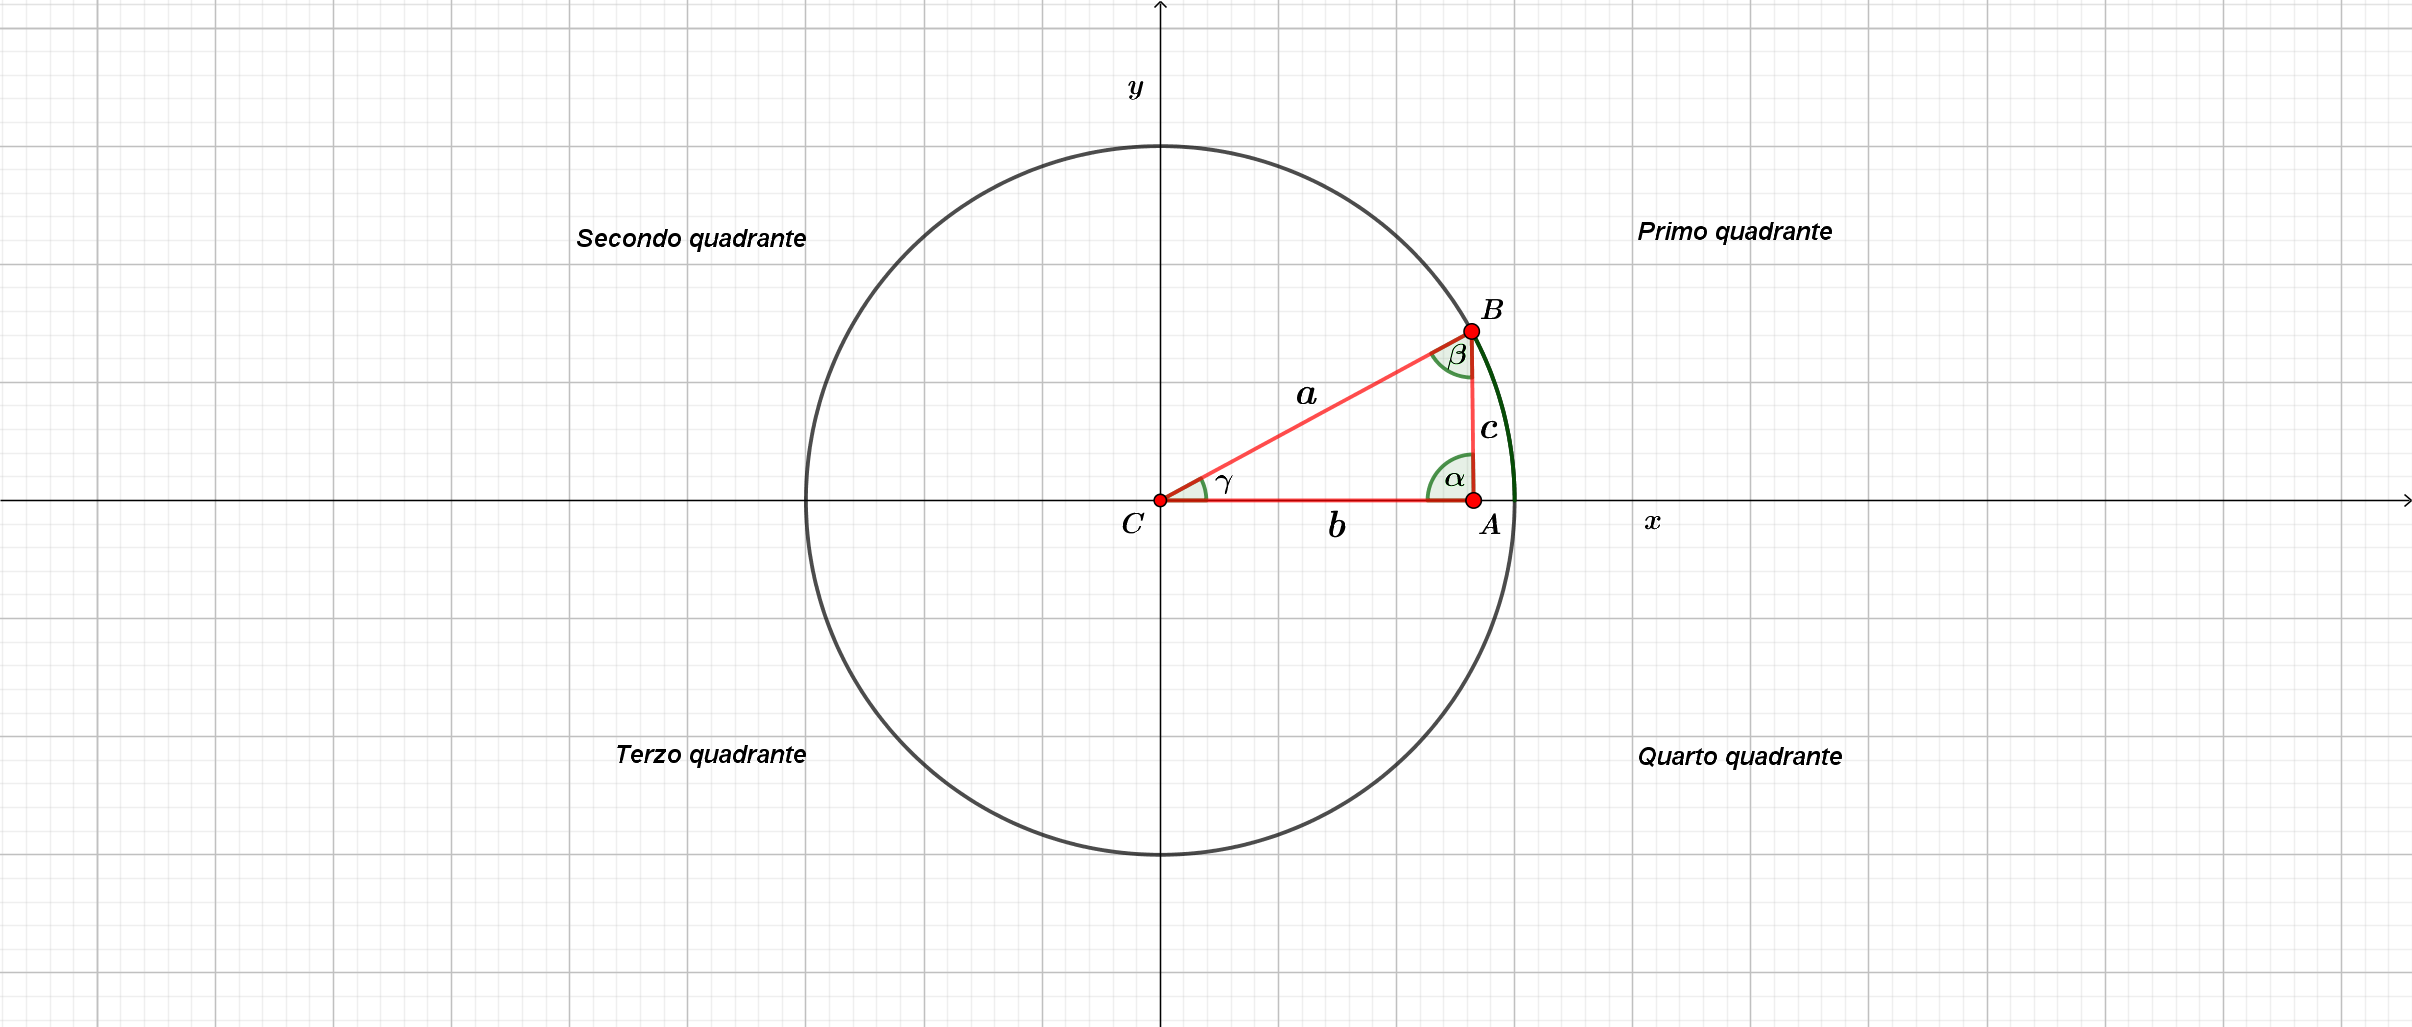 y
Secondo quadrante
Primo quadrante
B
β
a
c
γ
α
C
b
A
x
Terzo quadrante
Quarto quadrante